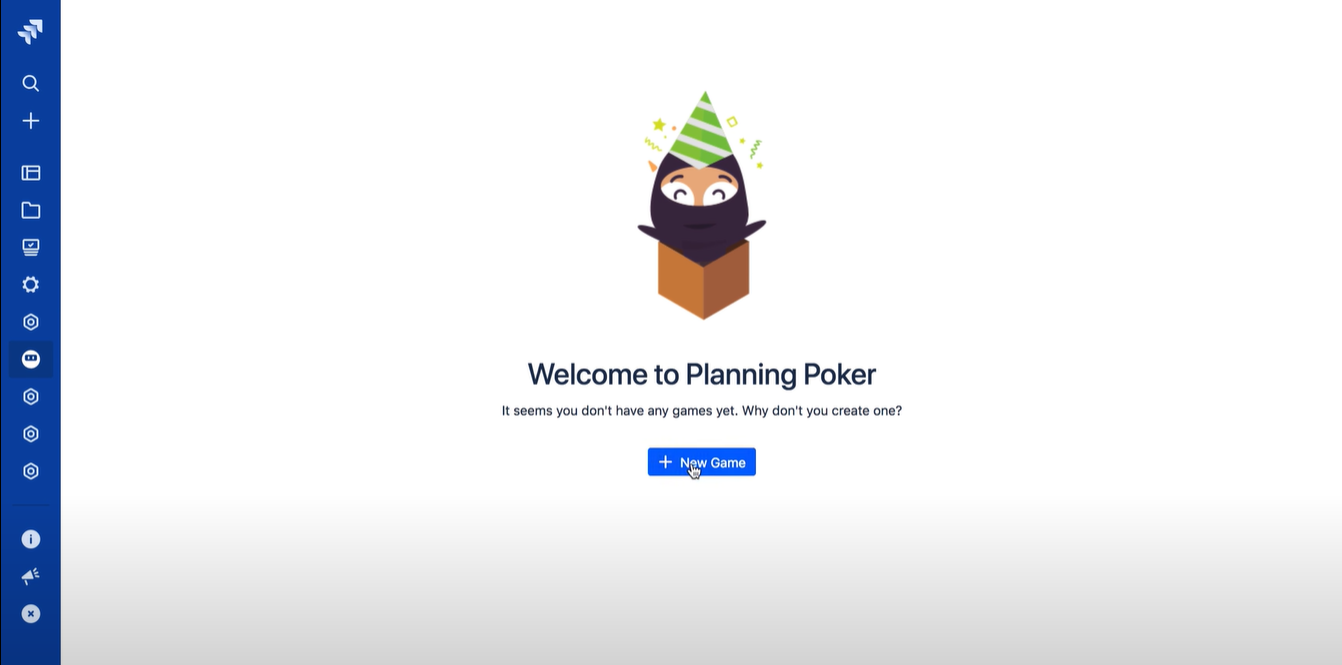 Welcome to Planning Poker
It seems you don't have any games yet. Why don't you create one?
+ New Game